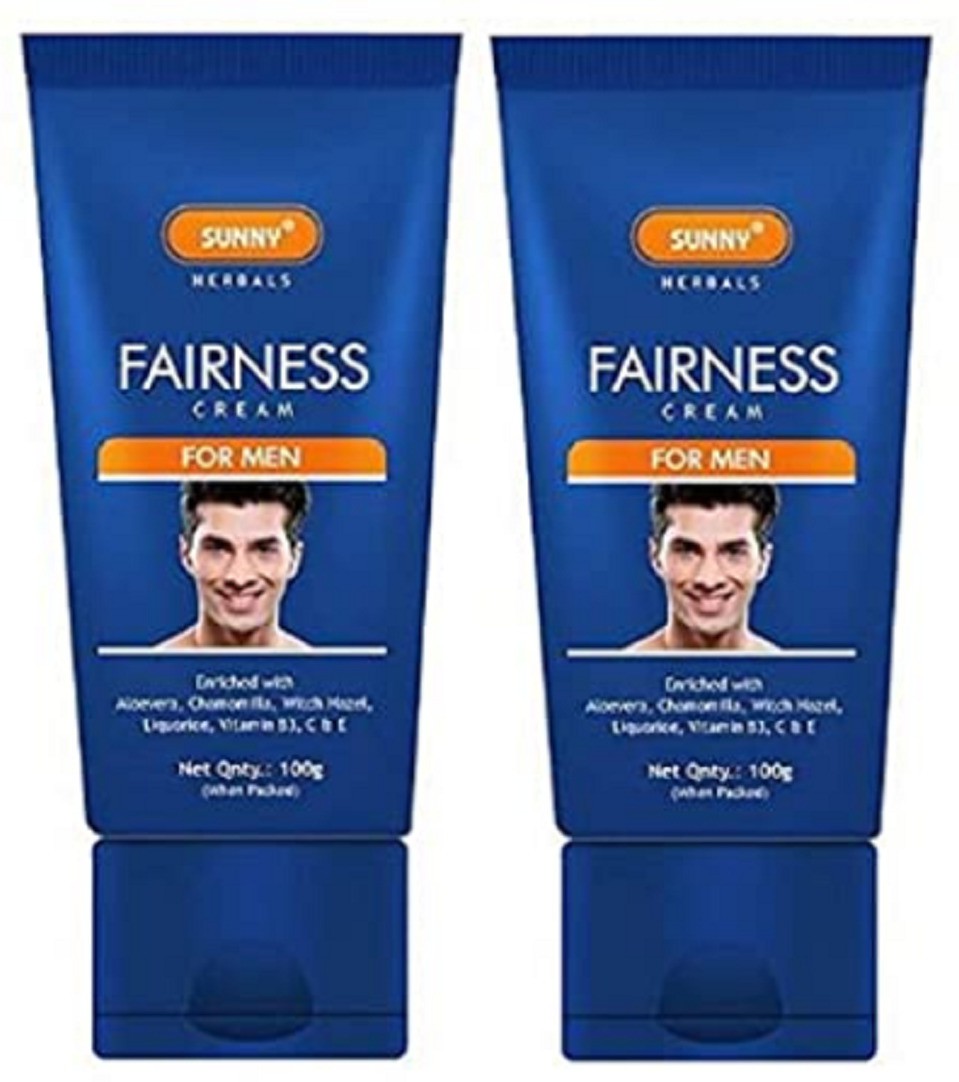 SUNNY®
HERBALS
FAIRNESS
CREAM
FOR MEN
Enriched with
Aloevera, Chamomilla, Witch Hazel,
Liquorice, Vitamin B3, C & E
Net Qnty.: 100g
(When Packed)
SUNNY®
HERBALS
FAIRNESS
CREAM
FOR MEN
Enriched with
Aloevera, Chamomilla, Witch Hazel,
Liquorice, Vitamin B3, C & E
Net Qnty.: 100g
(When Packed)